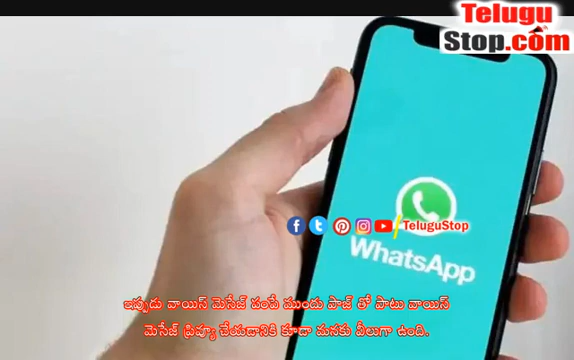 Telugu
Stop.com
/TeluguStop
WhatsApp
ఇప్పుడు వాయిస్ మెసేజ్ పంపే ముందు పాజ్ తో పాటు వాయిస్
మెసేజ్ ప్రివ్యూ చేయడానికి కూడా మనకు వీలుగా ఉంది.